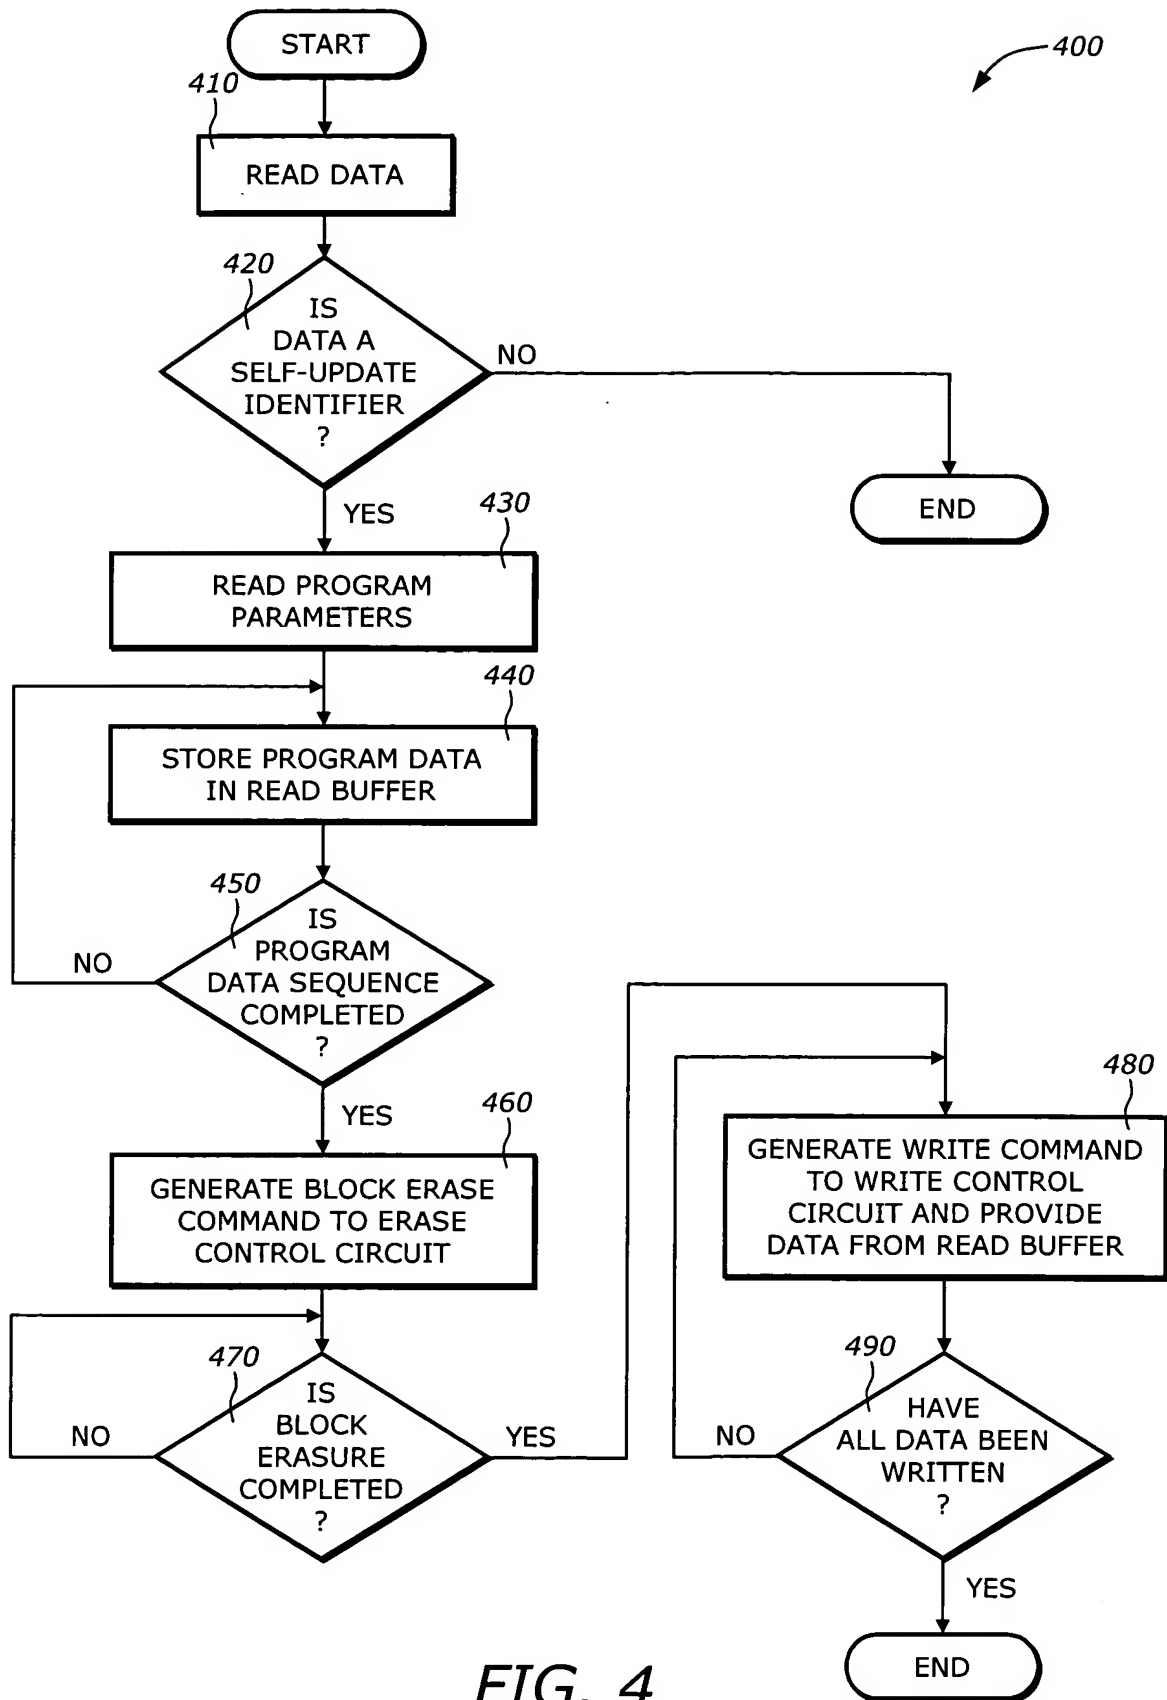 START
400
410
READ DATA
420
IS
DATA A
SELF-UPDATE
IDENTIFIER
?
NO
END
YES
430
READ PROGRAM
PARAMETERS
440
STORE PROGRAM DATA
IN READ BUFFER
450
IS
PROGRAM
DATA SEQUENCE
COMPLETED
?
NO
YES
460
GENERATE BLOCK ERASE
COMMAND TO ERASE
CONTROL CIRCUIT
470
IS
BLOCK
ERASURE
COMPLETED
?
NO
YES
480
GENERATE WRITE COMMAND
TO WRITE CONTROL
CIRCUIT AND PROVIDE
DATA FROM READ BUFFER
490
HAVE
ALL DATA BEEN
WRITTEN
?
NO
YES
END
FIG. 4